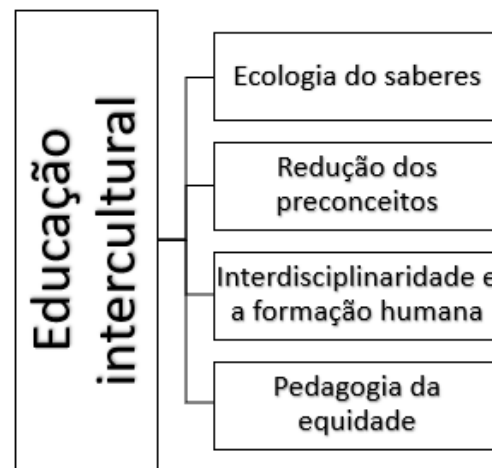 Educação
intercultural
Ecologia do saberes
Redução dos
preconceitos
Interdisciplinaridade e
a formação humana
Pedagogia da
equidade